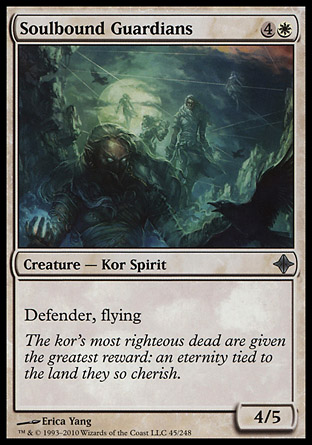 Soulbound Guardians 4
Creature — Kor Spirit
Defender, flying
The kor's most righteous dead are given
the greatest reward: an eternity tied to
the land they so cherish.
Erica Yang
™ & © 1993–2010 Wizards of the Coast LLC 45/248
4/5